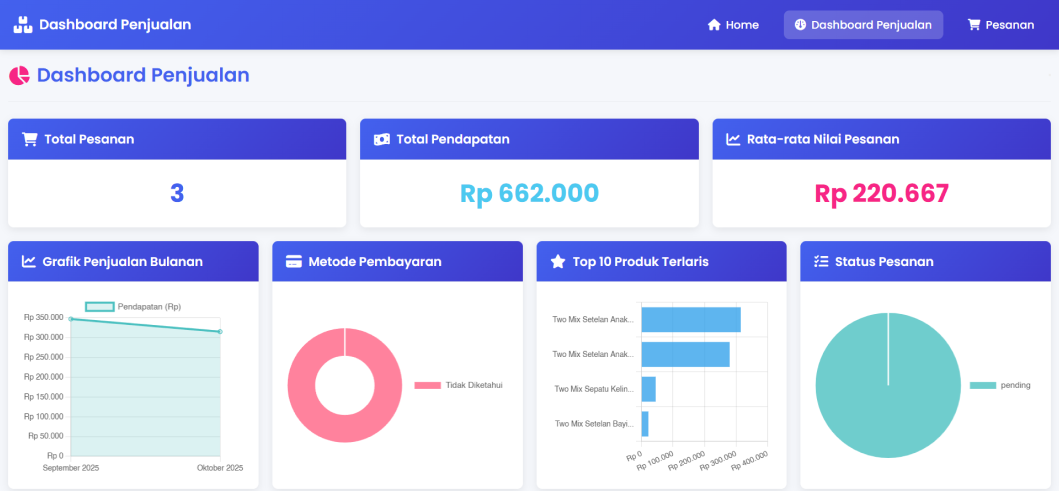 Dashboard Penjualan
Home
Dashboard Penjualan
Pesanan
Dashboard Penjualan
Total Pesanan
Total Pendapatan
Rata-rata Nilai Pesanan
3
Rp 662.000
Rp 220.667
Grafik Penjualan Bulanan
Pendapatan (Rp)
Rp 350.000
Rp 300.000
Rp 250.000
Rp 200.000
Rp 150.000
Rp 100.000
Rp 50.000
Rp 0
September 2025
Oktober 2025
Metode Pembayaran
Tidak Diketahui
Top 10 Produk Terlaris
Two Mix Setelan Anak...
Two Mix Setelan Anak...
Two Mix Sepatu Kelin...
Two Mix Setelan Bayi...
Rp 0
Rp 100.000
Rp 200.000
Rp 300.000
Rp 400.000
Status Pesanan
pending